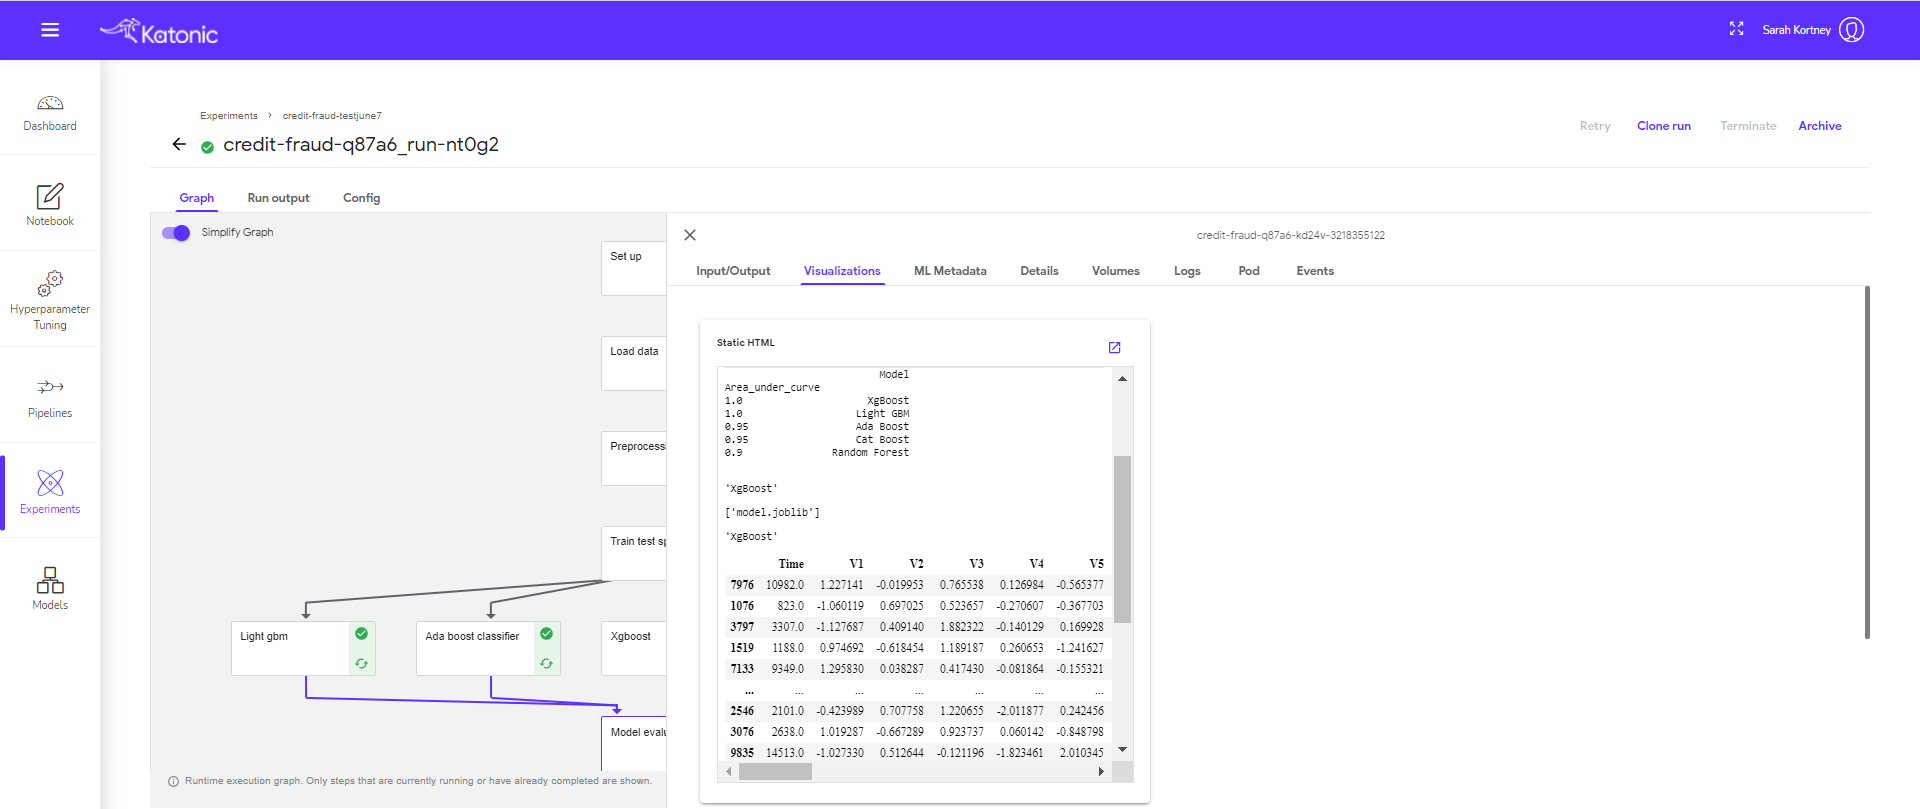 Katonic
Sarah Kortney
Dashboard
Notebook
Hyperparameter
Tuning
Pipelines
Experiments
Models
Experiments > credit-fraud-testjune7
credit-fraud-q87a6_run-nt0g2
Retry Clone run Terminate Archive
Graph Run output Config
Simplify Graph
Set up
Load data
Preprocessi
Train test sp
Light gbm
Ada boost classifier
Xgboost
Model evalu
Runtime execution graph. Only steps that are currently running or have already completed are shown.
credit-fraud-q87a6-kd24v-3218355122
Input/Output Visualizations ML Metadata Details Volumes Logs Pod Events
Static HTML
Model
Area_under_curve
1.0 XgBoost
1.0 Light GBM
0.95 Ada Boost
0.95 Cat Boost
0.9 Random Forest
'XgBoost'
['model.joblib']
'XgBoost'
Time V1 V2 V3 V4 V5
7976 10982.0 1.227141 -0.019953 0.765538 0.126984 -0.565377
1076 823.0 -1.060119 0.697025 0.523657 -0.270607 -0.367703
3797 3307.0 -1.127687 0.409140 1.882322 -0.140129 0.169928
1519 1188.0 0.974692 -0.618454 1.189187 0.260653 -1.241627
7133 9349.0 1.295830 0.038287 0.417430 -0.081864 -0.155321
... ... ... ... ... ... ...
2546 2101.0 -0.423989 0.707758 1.220655 -2.011877 0.242456
3076 2638.0 1.019287 -0.667289 0.923737 0.060142 -0.848798
9835 14513.0 -1.027330 0.512644 -0.121196 -1.823461 2.010345